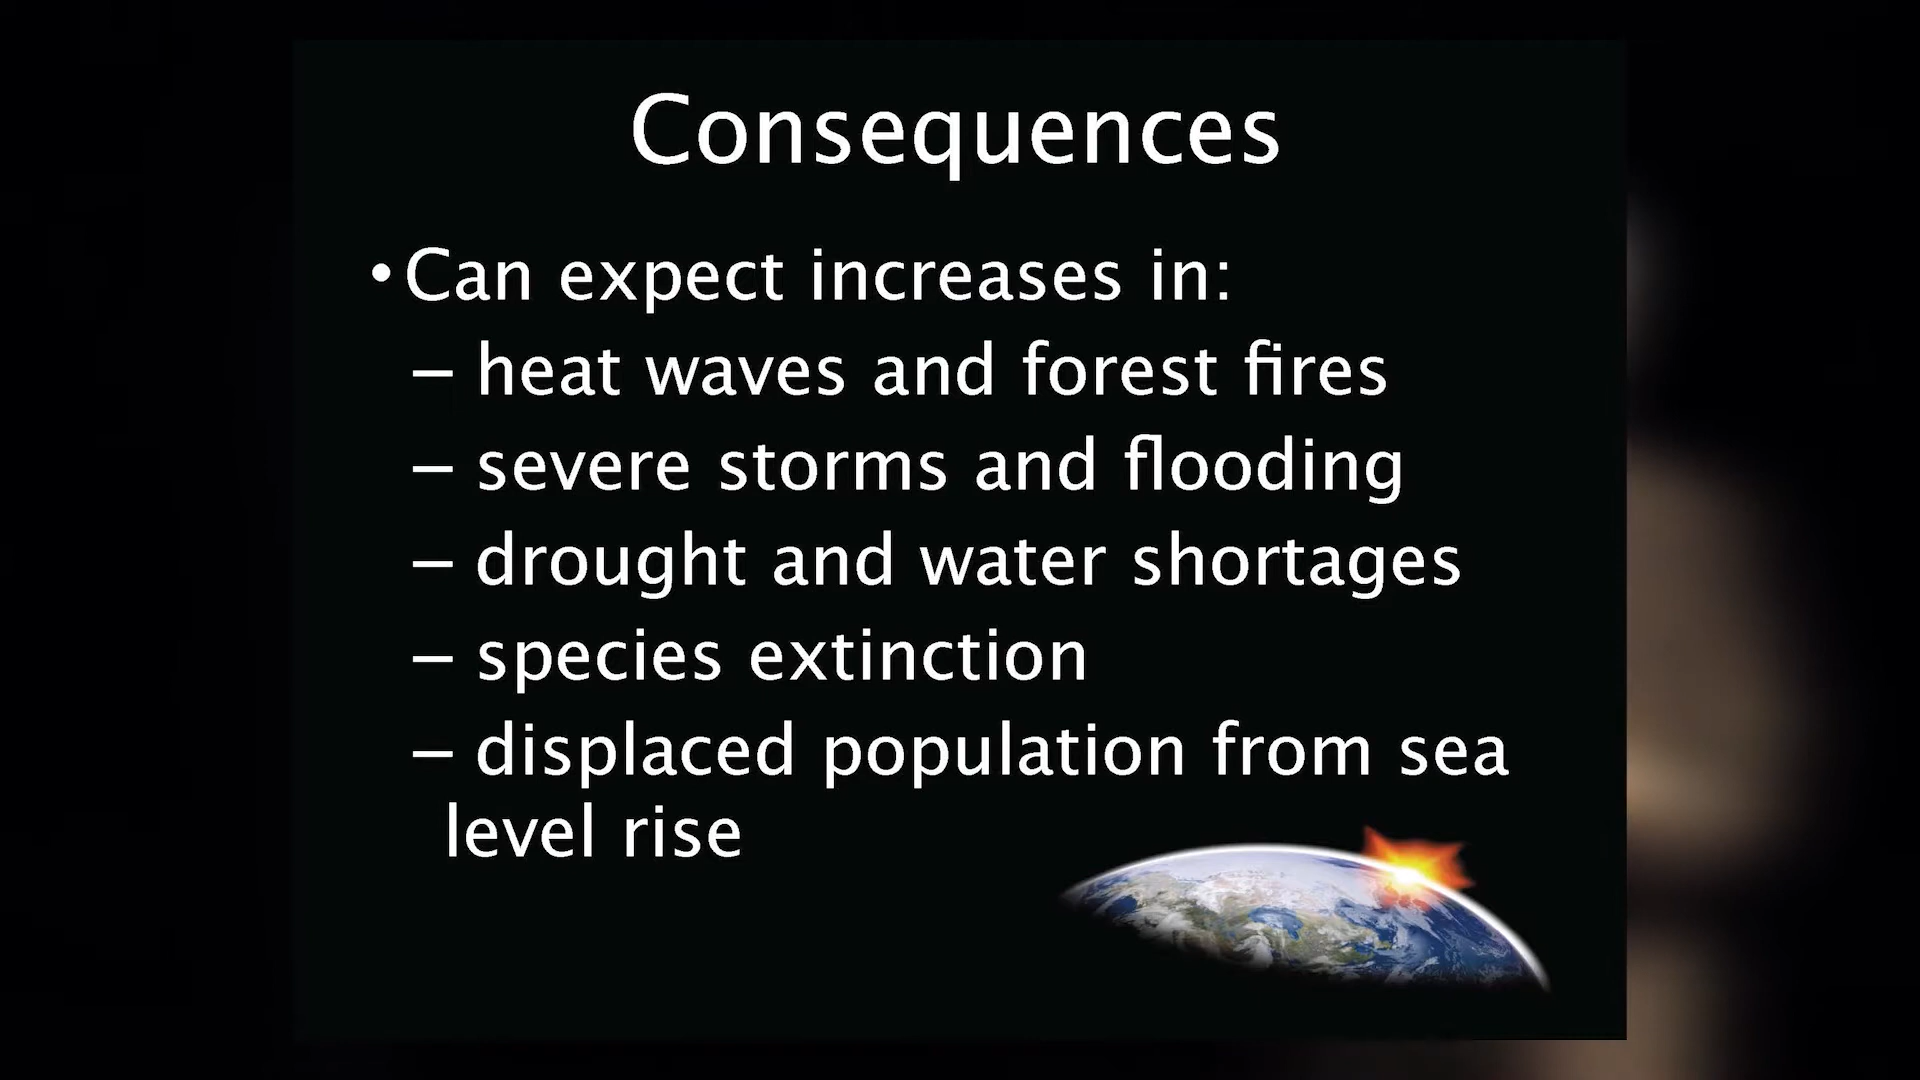 Consequences
•Can expect increases in:
– heat waves and forest fires
– severe storms and flooding
– drought and water shortages
– species extinction
– displaced population from sea
level rise